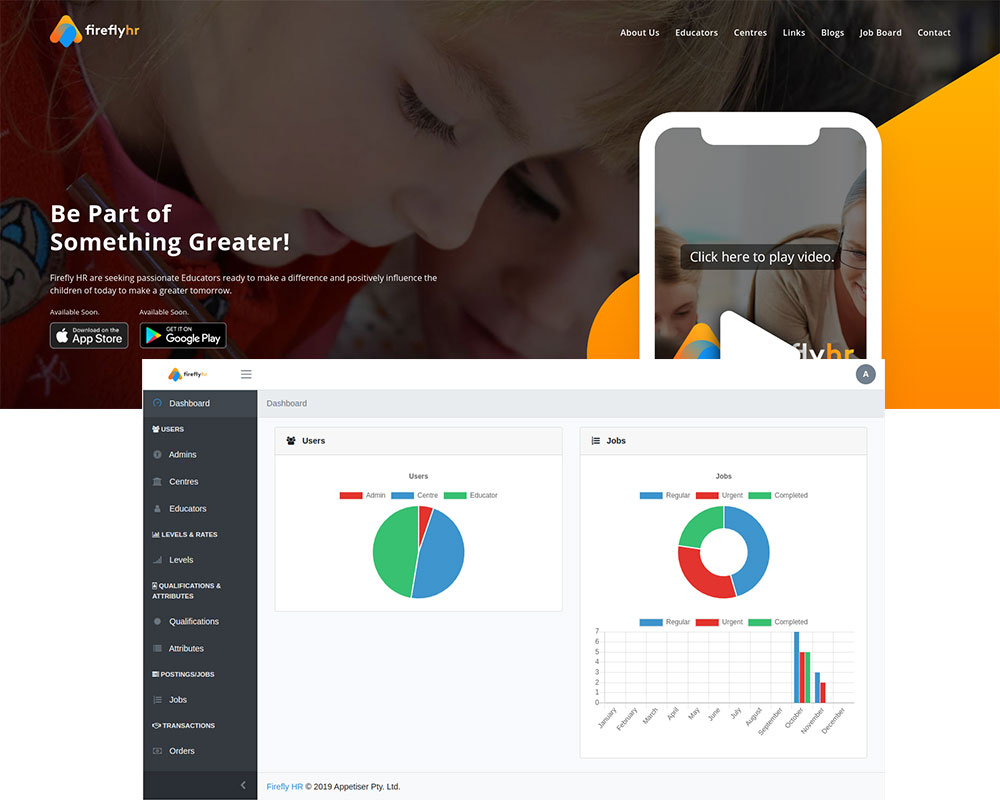 fireflyhr
About Us
Educators
Centres
Links
Blogs
Job Board
Contact
Be Part of
Something Greater!
Firefly HR are seeking passionate Educators ready to make a difference and positively influence the
children of today to make a greater tomorrow.
Available Soon.
Available Soon.
Download on the
App Store
GET IT ON
Google Play
Click here to play video.
flyhr
fireflyhr
A
Dashboard
USERS
Admins
Centres
Educators
LEVELS & RATES
Levels
QUALIFICATIONS &
ATTRIBUTES
Qualifications
Attributes
POSTINGS/JOBS
Jobs
TRANSACTIONS
Orders
Dashboard
Users
Users
Admin
Centre
Educator
Jobs
Jobs
Regular
Urgent
Completed
Regular
Urgent
Completed
7
6
5
4
3
2
1
0
January
February
March
April
May
June
July
August
September
October
November
December
Firefly HR © 2019 Appetiser Pty. Ltd.